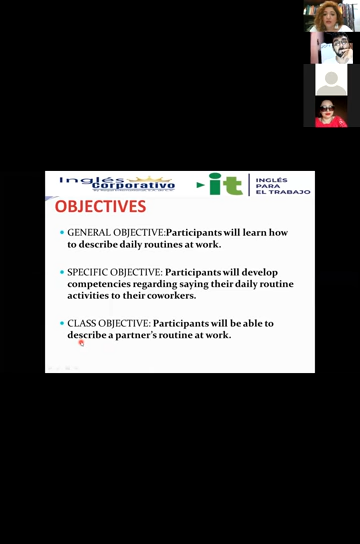 Inglés
Corporativo
it
INGLÉS
PARA
EL TRABAJO
OBJECTIVES
GENERAL OBJECTIVE:Participants will learn how
to describe daily routines at work.
SPECIFIC OBJECTIVE: Participants will develop
competencies regarding saying their daily routine
activities to their coworkers.
CLASS OBJECTIVE: Participants will be able to
describe a partner's routine at work.